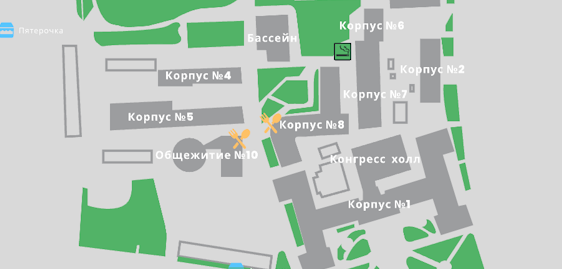 Корпус №6
Пятерочка
Бассейн
Корпус №2
Корпус №4
Корпус №7
Корпус №5
Корпус №8
Общежитие №10
Конгресс холл
Корпус №1